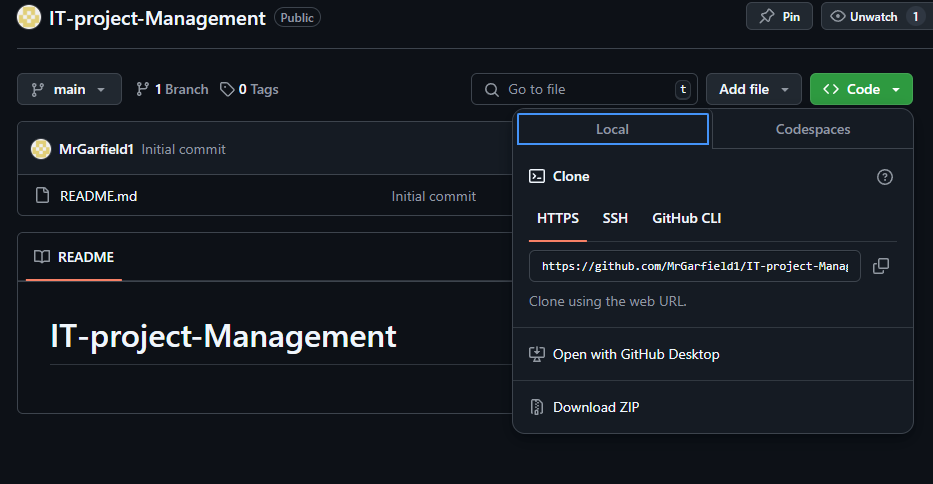 IT-project-Management Public Pin Unwatch 1
main 1 Branch 0 Tags Go to file t Add file Code
Local Codespaces
MrGarfield1 Initial commit
Clone
README.md Initial commit
HTTPS SSH GitHub CLI
README
https://github.com/MrGarfield1/IT-project-Manag
Clone using the web URL.
IT-project-Management
Open with GitHub Desktop
Download ZIP